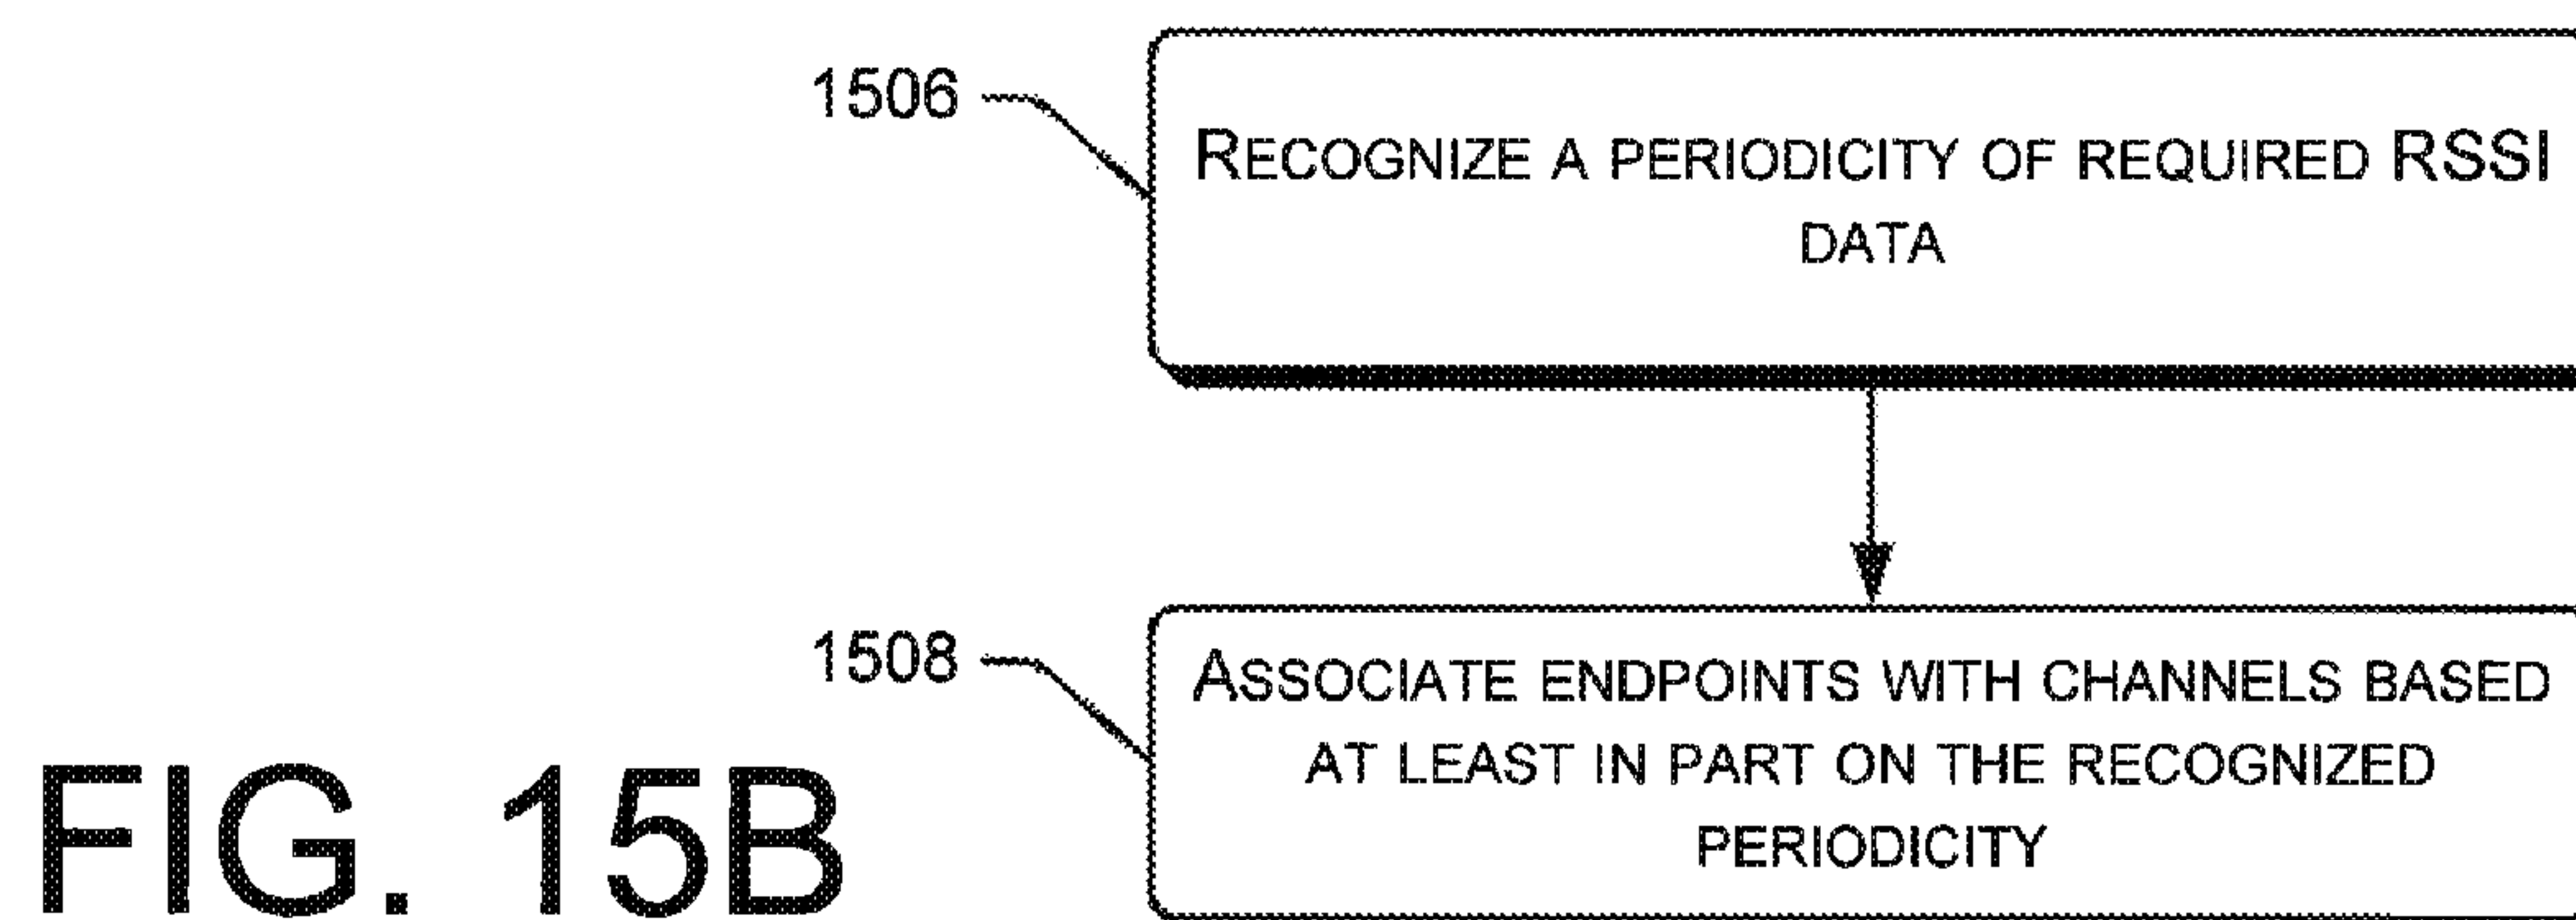 1506
RECOGNIZE A PERIODICITY OF REQUIRED RSSI
DATA
1508
ASSOCIATE ENDPOINTS WITH CHANNELS BASED
AT LEAST IN PART ON THE RECOGNIZED
PERIODICITY
FIG. 15B